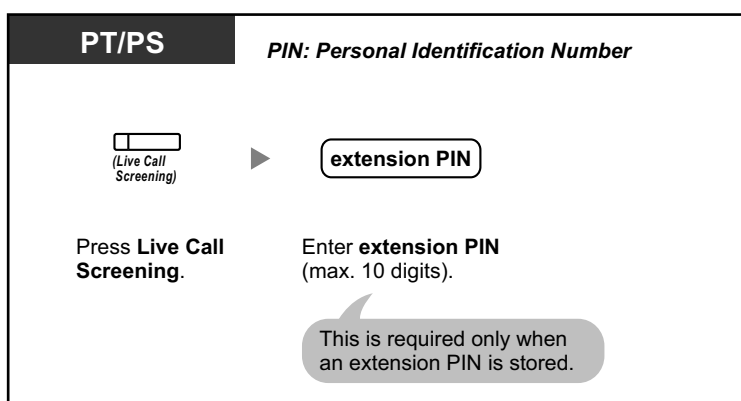 PT/PS
PIN: Personal Identification Number
(Live Call
Screening)
extension PIN
Press Live Call
Screening.
Enter extension PIN
(max. 10 digits).
This is required only when
an extension PIN is stored.